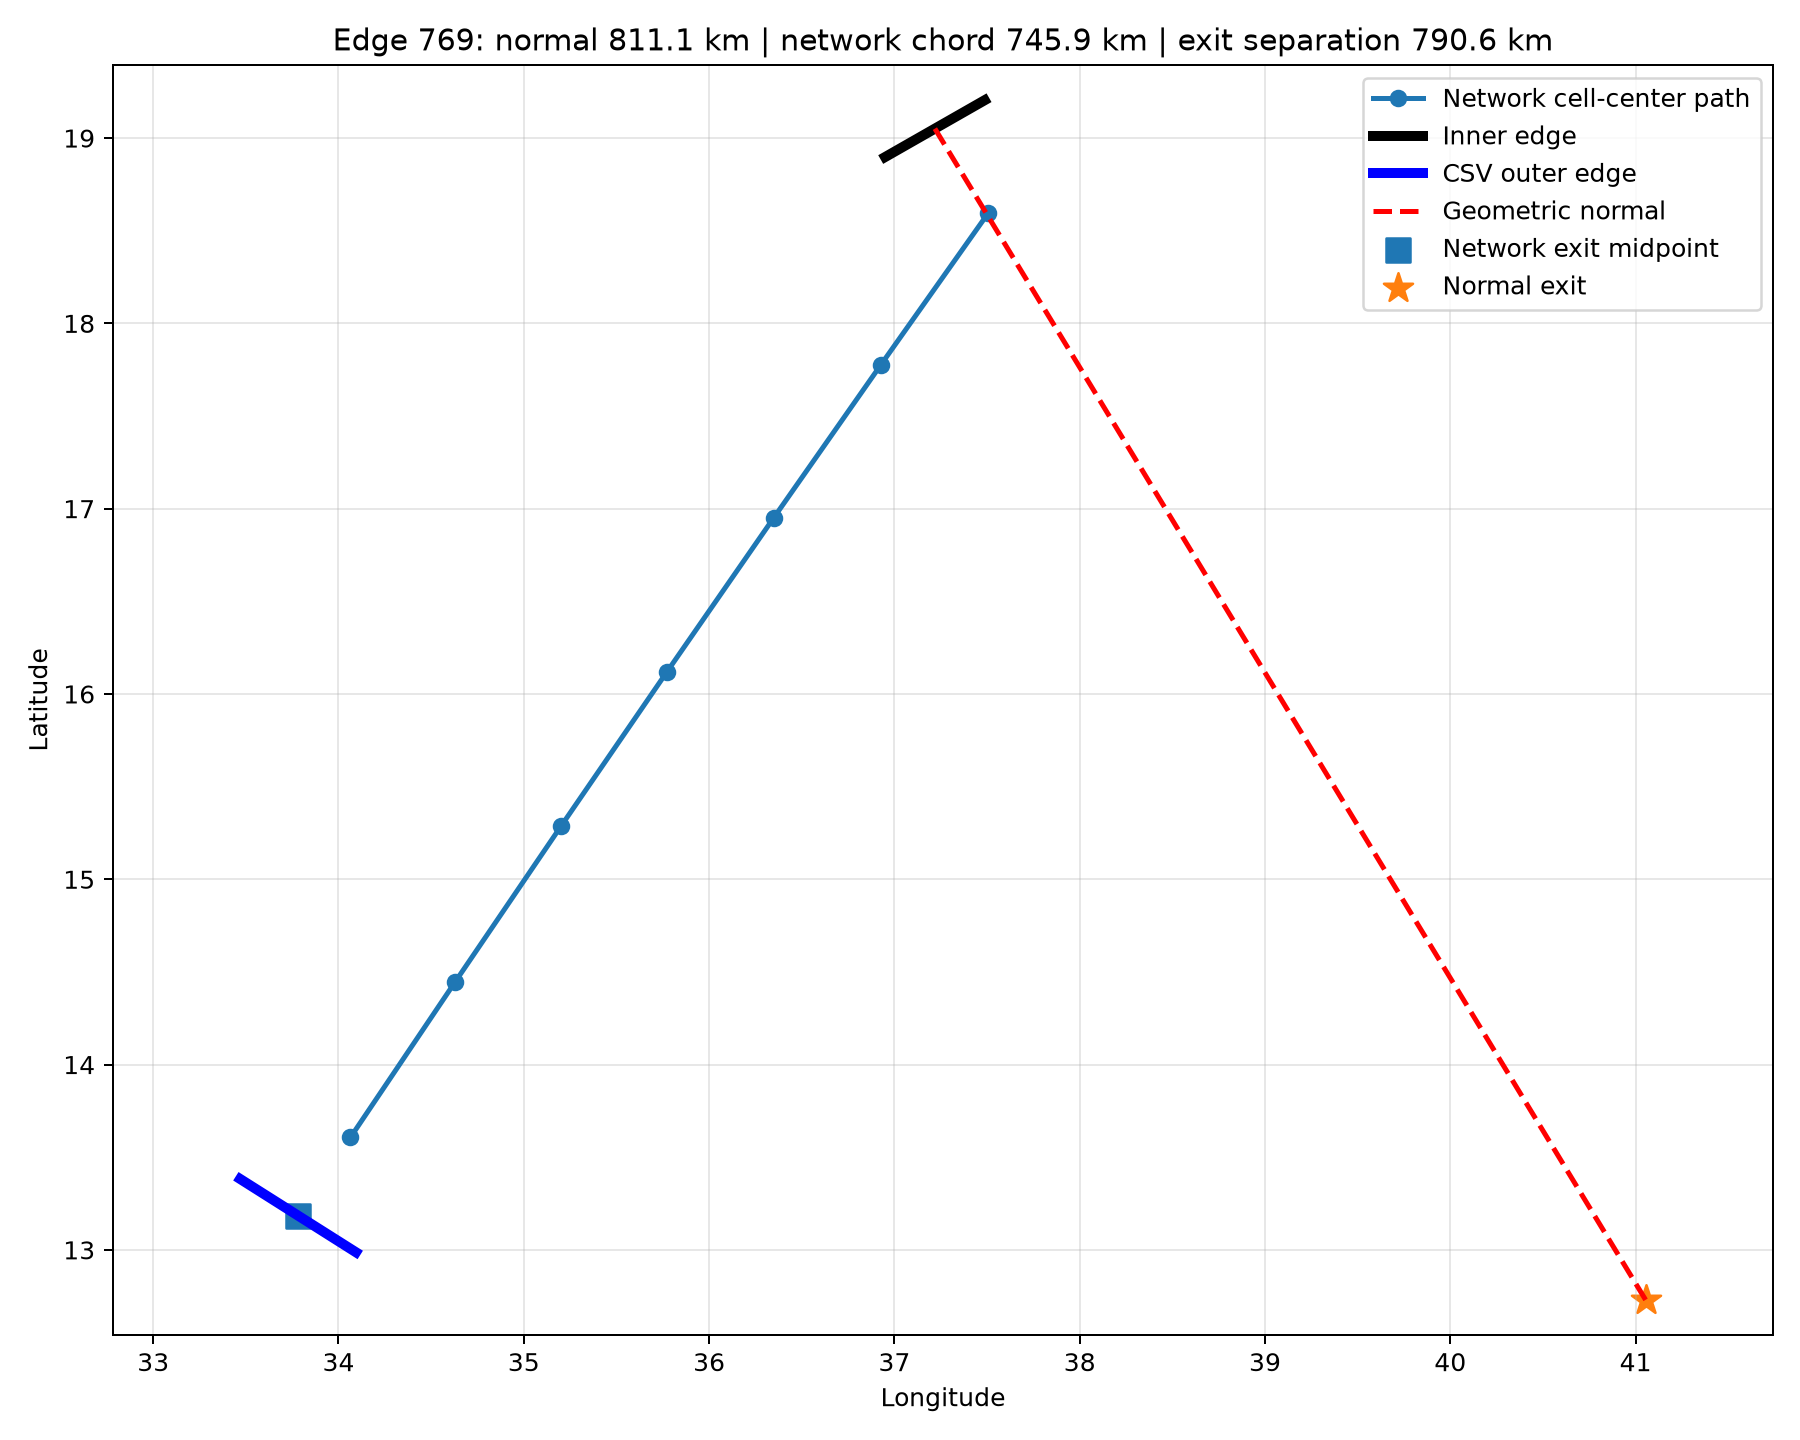 Edge 769: normal 811.1 km | network chord 745.9 km | exit separation 790.6 km
Network cell-center path
Inner edge
CSV outer edge
Geometric normal
Network exit midpoint
Normal exit
Latitude
19
18
17
16
15
14
13
33 34 35 36 37 38 39 40 41
Longitude